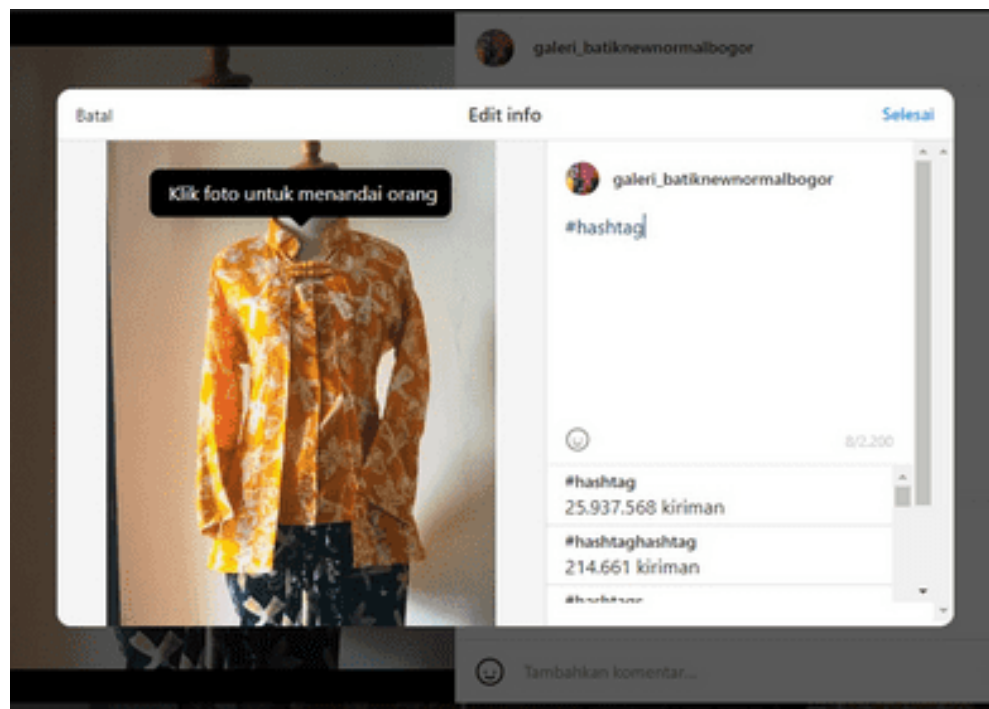 galeri_batiknewnormalbogor
Batal
Edit info
Selesai
Klik foto untuk menandai orang
galeri_batiknewnormalbogor
#hashtag
8/2.200
#hashtag
25.937.568 kiriman
#hashtaghashtag
214.661 kiriman
#hashtags
Tambahkan komentar...